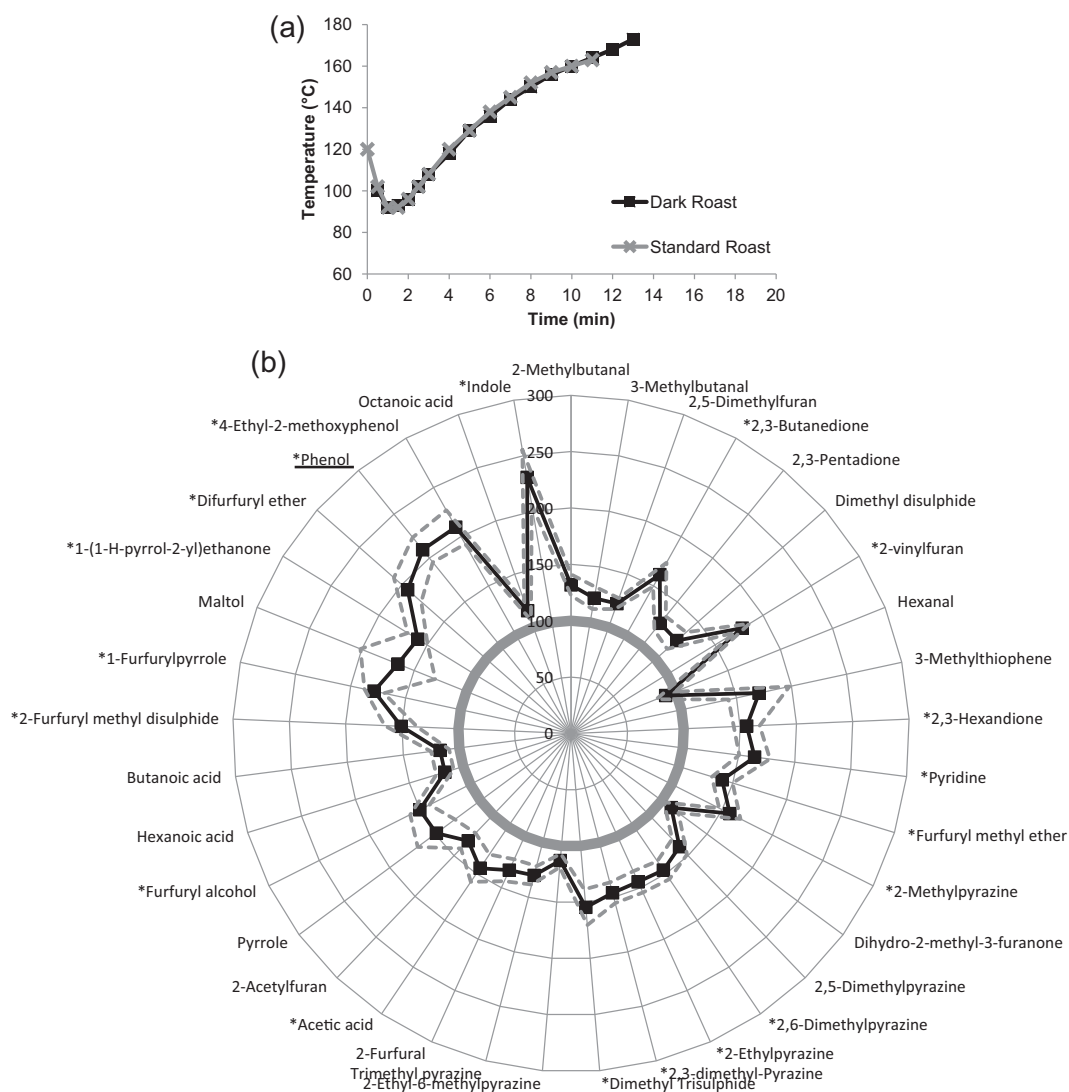 (a)
180
160
140
120
100
80
60
Temperature (°C)
Dark Roast
Standard Roast
0 2 4 6 8 10 12 14 16 18 20
Time (min)
(b)
2-Methylbutanal
3-Methylbutanal
2,5-Dimethylfuran
*2,3-Butanedione
2,3-Pentadione
Dimethyl disulphide
*2-vinylfuran
Hexanal
3-Methylthiophene
*2,3-Hexandione
*Pyridine
*Furfuryl methyl ether
*2-Methylpyrazine
Dihydro-2-methyl-3-furanone
2,5-Dimethylpyrazine
*2,6-Dimethylpyrazine
*2-Ethylpyrazine
*2,3-dimethyl-Pyrazine
*Dimethyl Trisulphide
2-Ethyl-6-methylpyrazine
Trimethyl pyrazine
2-Furfural
*Acetic acid
2-Acetylfuran
Pyrrole
*Furfuryl alcohol
Hexanoic acid
Butanoic acid
*2-Furfuryl methyl disulphide
*1-Furfurylpyrrole
Maltol
*1-(1-H-pyrrol-2-yl)ethanone
*Difurfuryl ether
*Phenol
*4-Ethyl-2-methoxyphenol
Octanoic acid
*Indole
300
250
200
150
100
50
0